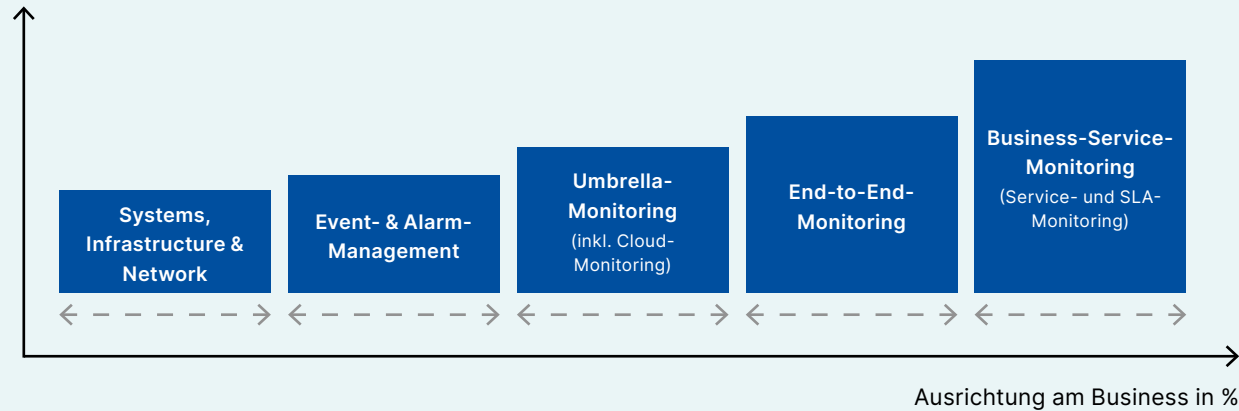 Systems,
Infrastructure &
Network
Event- & Alarm-
Management
Umbrella-
Monitoring
(inkl. Cloud-
Monitoring)
End-to-End-
Monitoring
Business-Service-
Monitoring
(Service- und SLA-
Monitoring)
Ausrichtung am Business in %